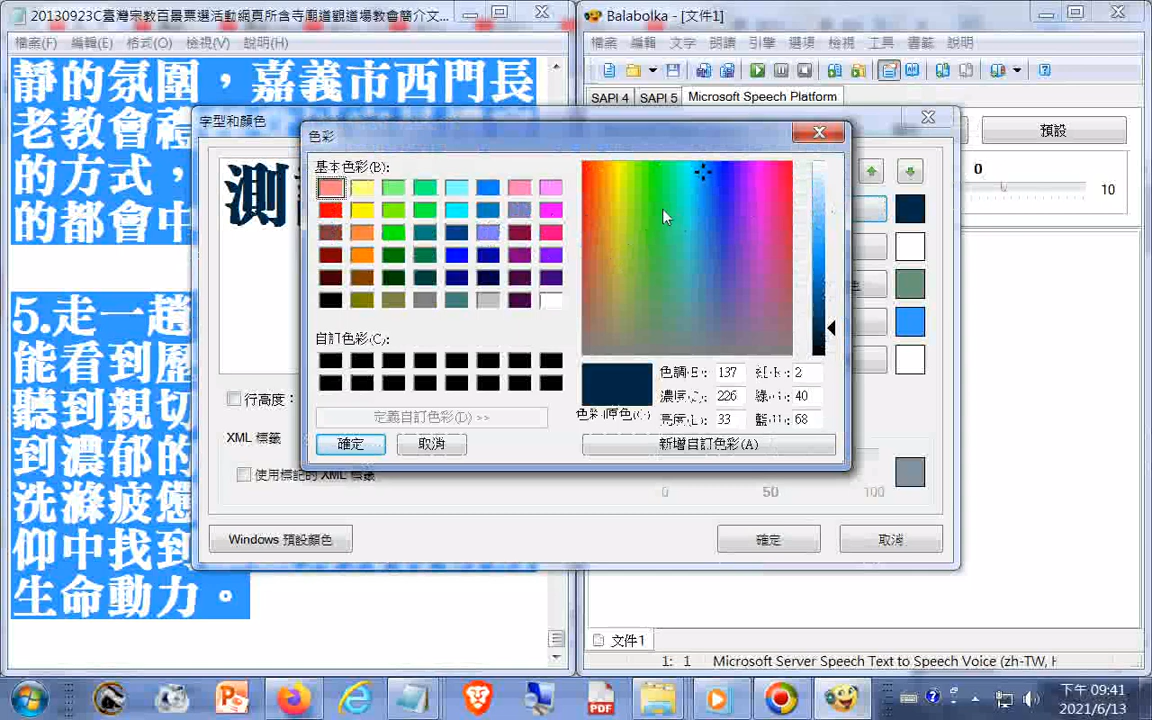 20130923C臺灣宗教百景票選活動網頁所含寺廟道觀道場教會簡介文...
檔案(F) 編輯(E) 格式(O) 檢視(V) 說明(H)
靜的氛圍，嘉義市西門長
老教會禮
的方式，
的都會中
5.走一趟
能看到歷
聽到親切
到濃郁的
洗滌疲憊
仰中找到
生命動力。
Balabolka - [文件1]
檔案 編輯 文字 朗讀 引擎 選項 檢視 工具 書籤 說明
SAPI 4 SAPI 5 Microsoft Speech Platform
預設
0
10
字型和顏色
測
行高度：
XML 標籤
使用標記的 XML 標籤
0 50 100
Windows 預設顏色
確定 取消
色彩
基本色彩(B):
自訂色彩(C):
定義自訂色彩(D) >>
確定 取消
色彩|原色(O)
色調(E): 137
濃度 226
亮度(L): 33
紅(R): 2
綠 40
藍 68
新增自訂色彩(A)
文件1
1: 1 Microsoft Server Speech Text to Speech Voice (zh-TW, H
PDF
下午 09:41
2021/6/13